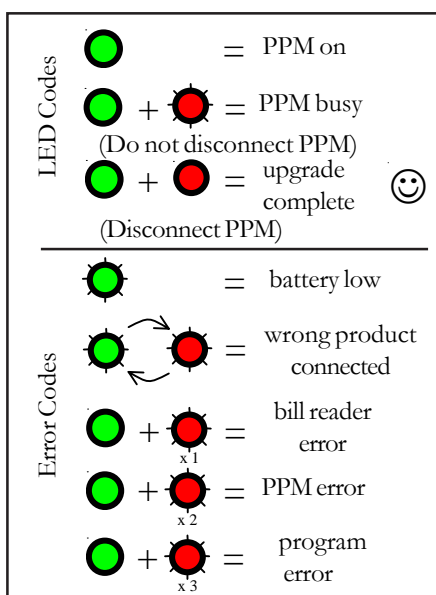 LED Codes
= PPM on
+ = PPM busy
(Do not disconnect PPM)
+ = upgrade
complete
(Disconnect PPM)
Error Codes
= battery low
= wrong product
connected
+ = bill reader
x 1 error
+ = PPM error
x 2
+ = program
x 3 error